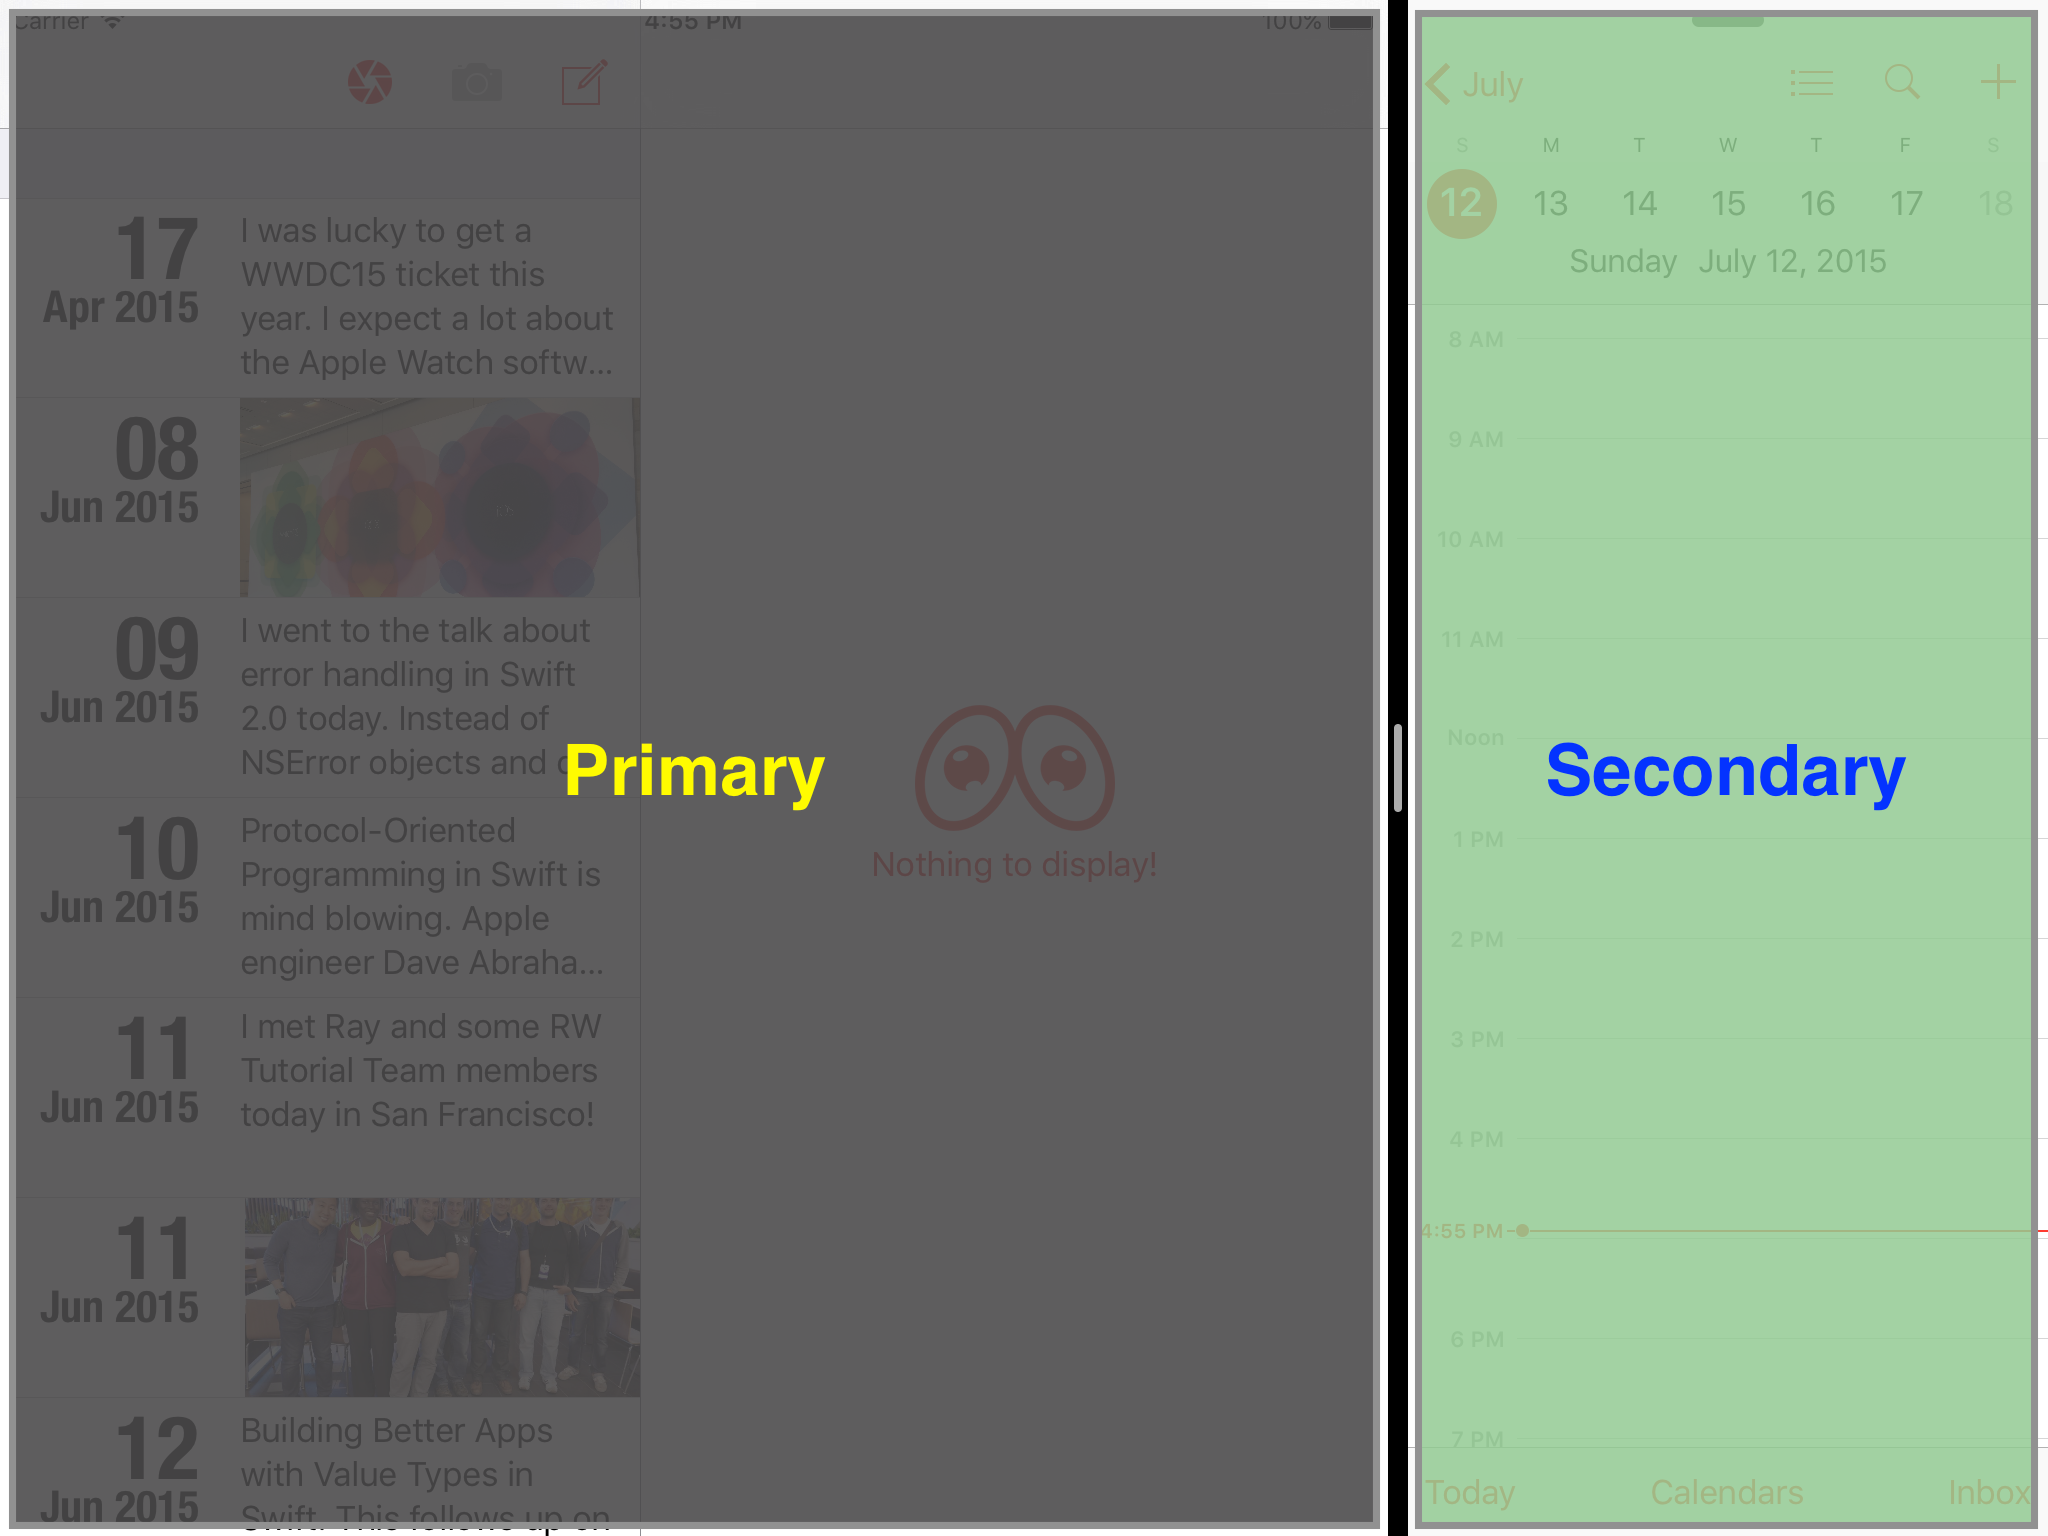 Carrier
4:55 PM
100%
17
Apr 2015
I was lucky to get a
WWDC15 ticket this
year. I expect a lot about
the Apple Watch softw...
08
Jun 2015
09
Jun 2015
I went to the talk about
error handling in Swift
2.0 today. Instead of
NSError objects and
10
Jun 2015
Protocol-Oriented
Programming in Swift is
mind blowing. Apple
engineer Dave Abraha...
11
Jun 2015
I met Ray and some RW
Tutorial Team members
today in San Francisco!
11
Jun 2015
12
Jun 2015
Building Better Apps
with Value Types in
Swift. This follows up on
Primary
Nothing to display!
July
S M T W T F S
12 13 14 15 16 17 18
Sunday July 12, 2015
8 AM
9 AM
10 AM
11 AM
Noon
Secondary
1 PM
2 PM
3 PM
4 PM
4:55 PM
6 PM
7 PM
Today Calendars Inbox